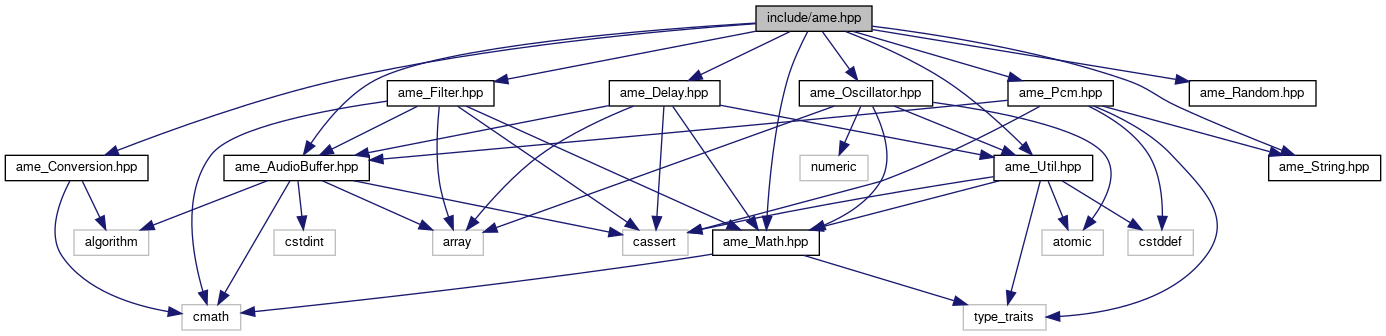 include/ame.hpp
ame_Filter.hpp
ame_Delay.hpp
ame_Oscillator.hpp
ame_Pcm.hpp
ame_Random.hpp
ame_Conversion.hpp
ame_AudioBuffer.hpp
numeric
ame_Util.hpp
ame_String.hpp
algorithm
cstdint
array
cassert
ame_Math.hpp
atomic
cstddef
cmath
type_traits